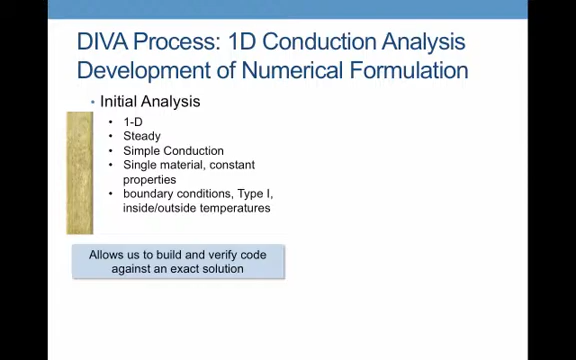 DIVA Process: 1D Conduction Analysis
Development of Numerical Formulation
• Initial Analysis
• 1-D
• Steady
• Simple Conduction
• Single material, constant
properties
• boundary conditions, Type I,
inside/outside temperatures
Allows us to build and verify code
against an exact solution